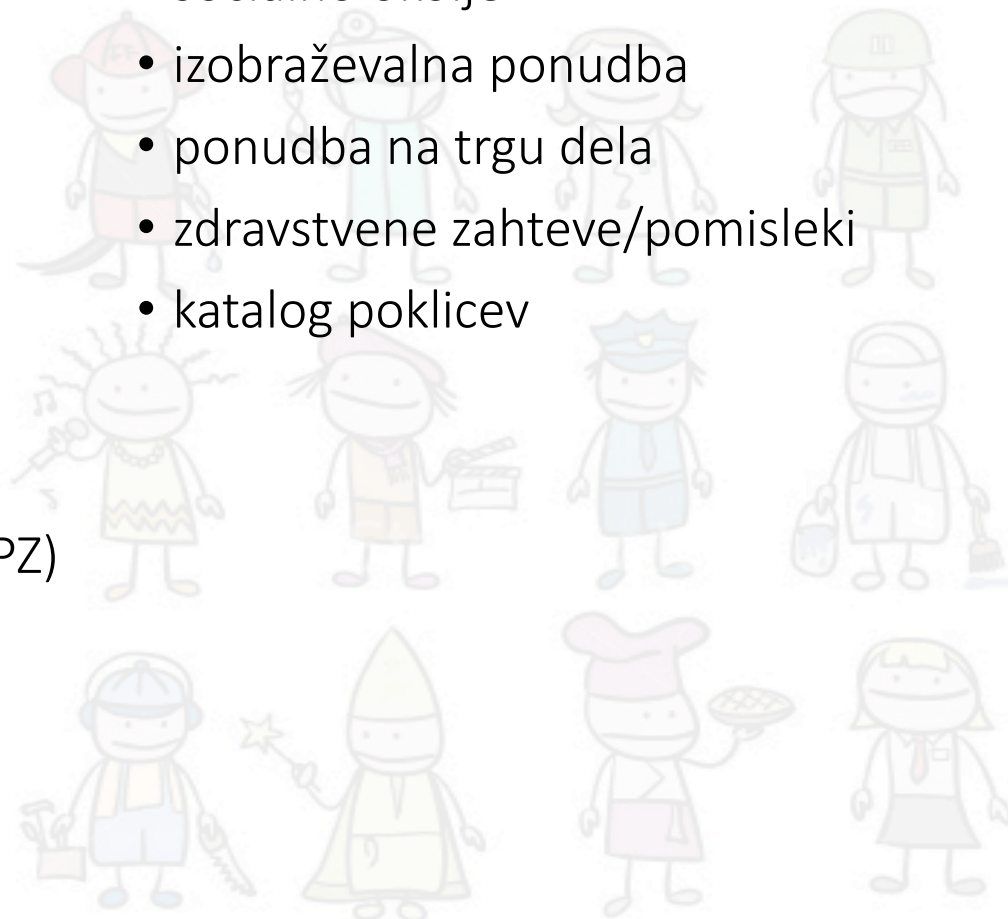 • izobraževalna ponudba
• ponudba na trgu dela
• zdravstvene zahteve/pomisleki
• katalog poklicev
PZ)